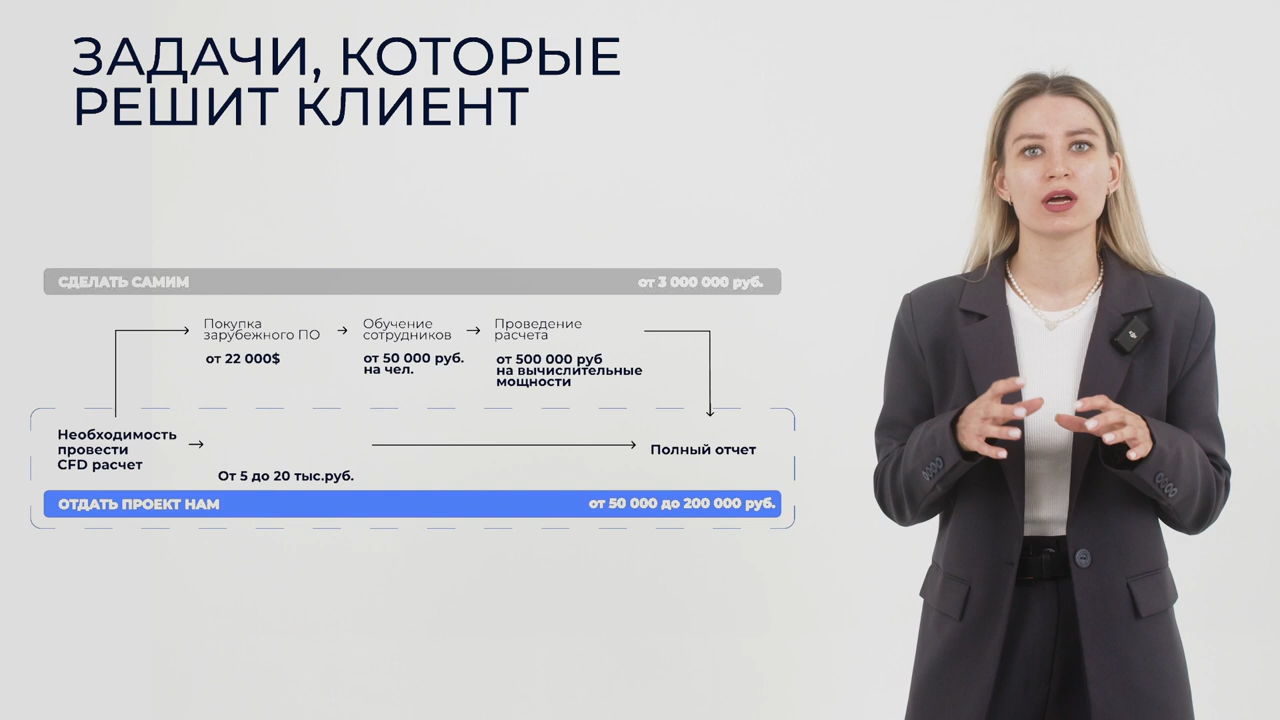 ЗАДАЧИ, КОТОРЫЕ
РЕШИТ КЛИЕНТ
СДЕЛАТЬ САМИМ
от 3 000 000 руб.
Покупка
зарубежного ПО
от 22 000$
Обучение
сотрудников
от 50 000 руб.
на чел.
Проведение
расчета
от 500 000 руб
на вычислительные
мощности
Необходимость
провести
CFD расчет
От 5 до 20 тыс.руб.
Полный отчет
ОТДАТЬ ПРОЕКТ НАМ
от 50 000 до 200 000 руб.